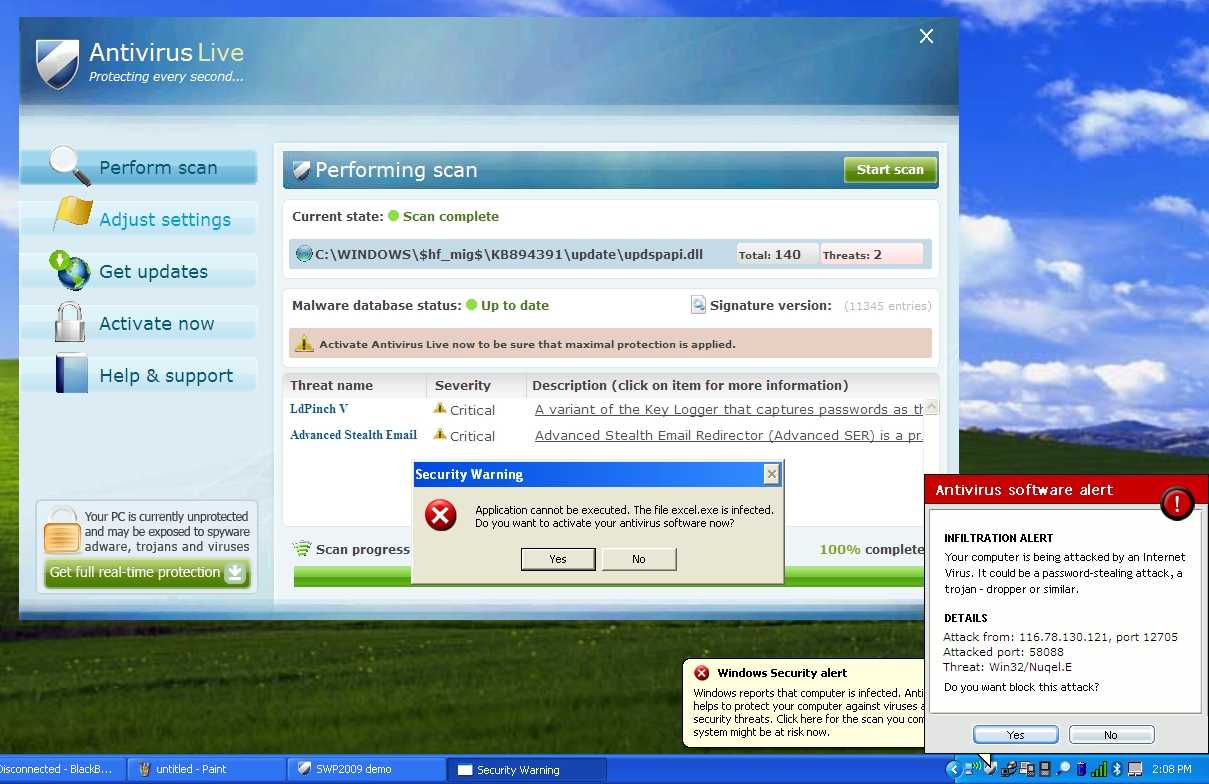 Antivirus Live
Protecting every second...
Perform scan
Adjust settings
Get updates
Activate now
Help & support
Your PC is currently unprotected
and may be exposed to spyware
adware, trojans and viruses
Get full real-time protection
Performing scan
Start scan
Current state: Scan complete
C:\WINDOWS\$hf_mig$\KB894391\update\updspapi.dll Total: 140 Threats: 2
Malware database status: Up to date Signature version: (11345 entries)
Activate Antivirus Live now to be sure that maximal protection is applied.
Threat name Severity Description (click on item for more information)
LdPinch V Critical A variant of the Key Logger that captures passwords as th
Advanced Stealth Email Critical Advanced Stealth Email Redirector (Advanced SER) is a pr.
Scan progress 100% complete
Security Warning
Application cannot be executed. The file excel.exe is infected.
Do you want to activate your antivirus software now?
Yes No
Antivirus software alert
INFILTRATION ALERT
Your computer is being attacked by an Internet
Virus. It could be a password-stealing attack, a
trojan - dropper or similar.
DETAILS
Attack from: 116.78.130.121, port 12705
Attacked port: 58088
Threat: Win32/Nuqel.E
Do you want block this attack?
Yes No
Windows Security alert
Windows reports that computer is infected. Anti
helps to protect your computer against viruses a
security threats. Click here for the scan you com
system might be at risk now.
Disconnected - BlackB... untitled - Paint SWP2009 demo Security Warning 2:08 PM